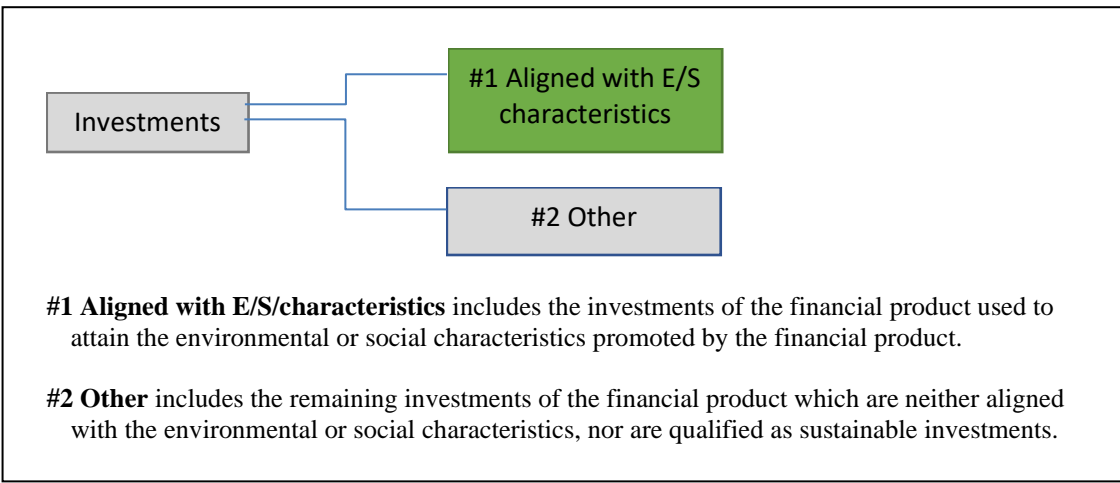 #1 Aligned with E/S
characteristics
Investments
#2 Other
#1 Aligned with E/S/characteristics includes the investments of the financial product used to
attain the environmental or social characteristics promoted by the financial product.
#2 Other includes the remaining investments of the financial product which are neither aligned
with the environmental or social characteristics, nor are qualified as sustainable investments.